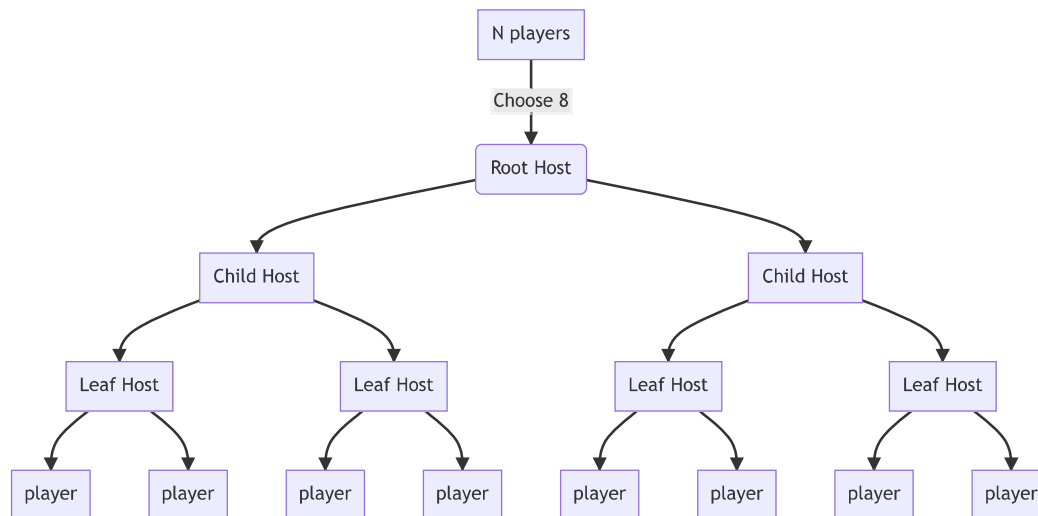 N players
Choose 8
Root Host
Child Host
Child Host
Leaf Host
Leaf Host
Leaf Host
Leaf Host
player
player
player
player
player
player
player
player